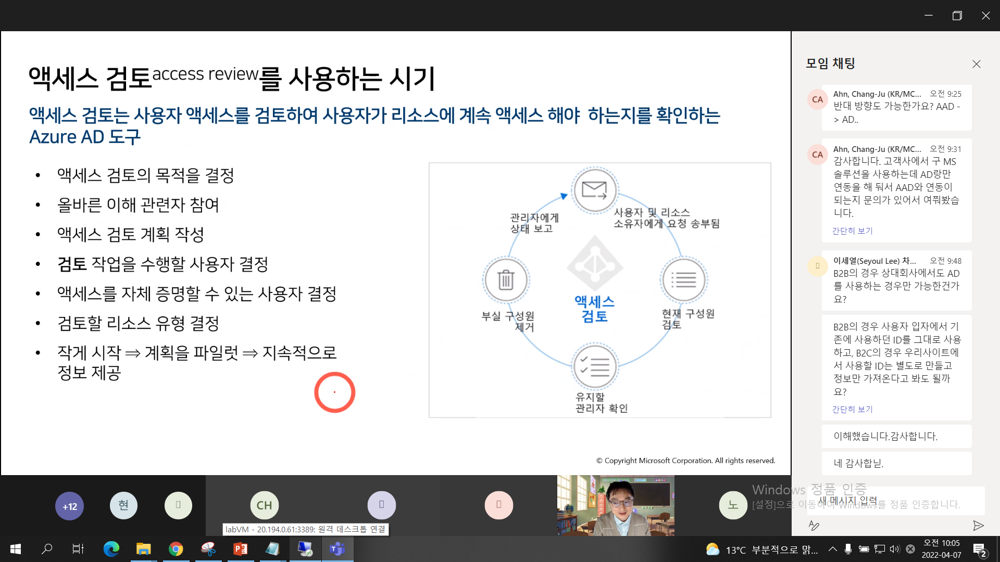 액세스 검토access review를 사용하는 시기
액세스 검토는 사용자 액세스를 검토하여 사용자가 리소스에 계속 액세스 해야 하는지를 확인하는
Azure AD 도구
• 액세스 검토의 목적을 결정
• 올바른 이해 관련자 참여
• 액세스 검토 계획 작성
• 검토 작업을 수행할 사용자 결정
• 액세스를 자체 증명할 수 있는 사용자 결정
• 검토할 리소스 유형 결정
• 작게 시작 ⇒ 계획을 파일럿 ⇒ 지속적으로
정보 제공
관리자에게
상태 보고
사용자 및 리소스
소유자에게 요청 송부됨
액세스
검토
부실 구성원
제거
현재 구성원
검토
유지할
관리자 확인
© Copyright Microsoft Corporation. All rights reserved.
모임 채팅
CA
Ahn, Chang-Ju (KR/MC... 오전 9:25
반대 방향도 가능한가요? AAD -
> AD..
CA
Ahn, Chang-Ju (KR/MC... 오전 9:31
감사합니다. 고객사에서 구 MS
솔루션을 사용하는데 AD랑만
연동을 해 둬서 AAD와 연동이
되는지 문의가 있어서 여쭤봤습
니다.
간단히 보기
이세열(Seyoul Lee) 차... 오전 9:48
B2B의 경우 상대회사에서도 AD
를 사용하는 경우만 가능한건가
요?
B2B의 경우 사용자 입자에서 기
존에 사용하던 ID를 그대로 사용
하고, B2C의 경우 우리사이트에
서 사용할 ID는 별도로 만들고
정보만 가져온다고 봐도 될까
요?
간단히 보기
이해했습니다.감사합니다.
네 감사합닏.
새 메시지 입력
Windows 정품 인증
[설정]으로 이동하여 Windows를 정품 인증합니다.
+12
현
CH
노
labVM - 20.194.0.61:3389: 원격 데스크톱 연결
13°C 부분적으로 맑...
오전 10:05
2022-04-07
2